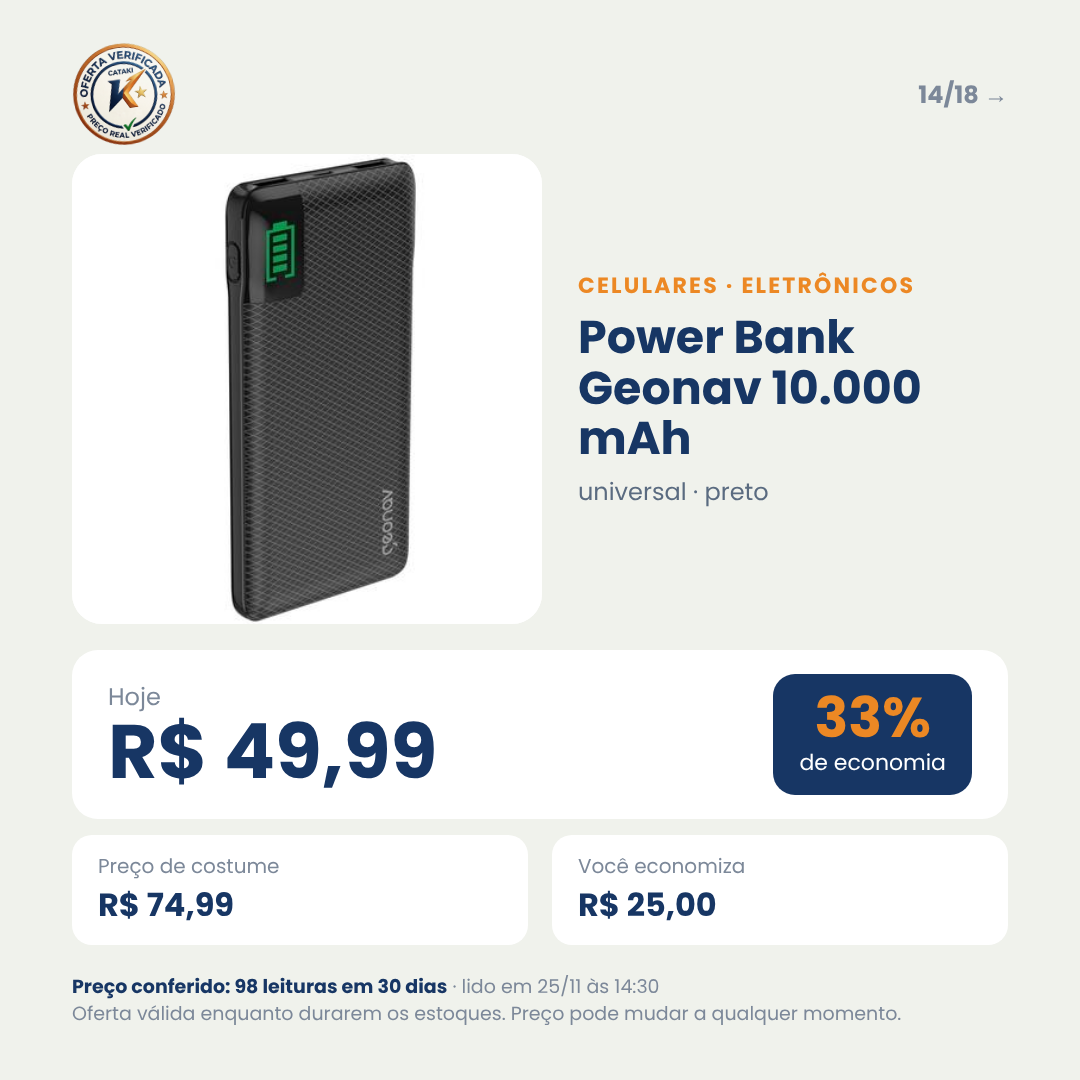 OFERTA VERIFICADA
CATAKI
K
PREÇO REAL VERIFICADO
14/18 →
geonav
CELULARES · ELETRÔNICOS
Power Bank
Geonav 10.000
mAh
universal · preto
Hoje
R$ 49,99
33%
de economia
Preço de costume
R$ 74,99
Você economiza
R$ 25,00
Preço conferido: 98 leituras em 30 dias · lido em 25/11 às 14:30
Oferta válida enquanto durarem os estoques. Preço pode mudar a qualquer momento.